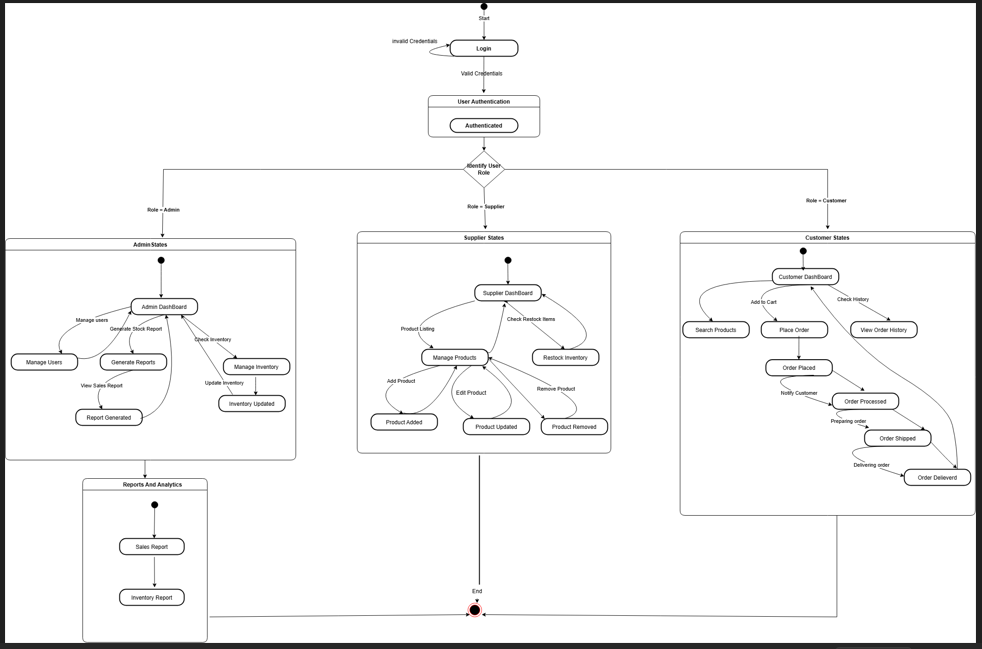 Start
invalid Credentials
Login
Valid Credentials
User Authentication
Authenticated
Identify User
Role
Role = Admin
Role = Supplier
Role = Customer
Admin States
Admin DashBoard
Manage users
Generate Stock Report
Check Inventory
Manage Users
Generate Reports
Manage Inventory
View Sales Report
Update Inventory
Report Generated
Inventory Updated
Supplier States
Supplier DashBoard
Product Listing
Check Restock Items
Manage Products
Restock Inventory
Add Product
Edit Product
Remove Product
Product Added
Product Updated
Product Removed
Customer States
Customer DashBoard
Add to Cart
Check History
Search Products
Place Order
View Order History
Order Placed
Notify Customer
Order Processed
Preparing order
Order Shipped
Delivering order
Order Delieverd
Reports And Analytics
Sales Report
Inventory Report
End